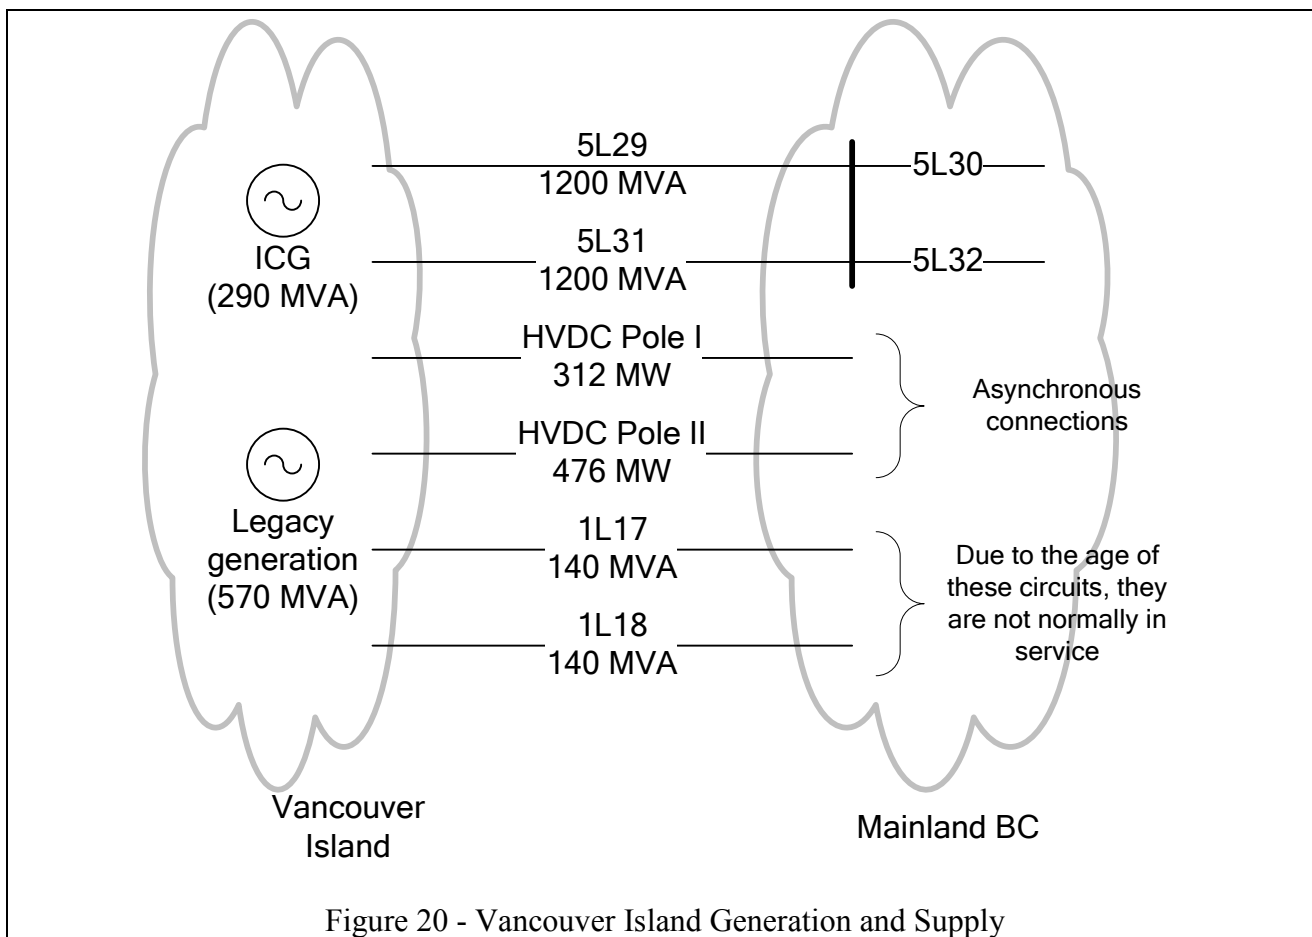 5L29
1200 MVA
5L30
ICG
(290 MVA)
5L31
1200 MVA
5L32
HVDC Pole I
312 MW
Asynchronous
connections
HVDC Pole II
476 MW
Legacy
generation
(570 MVA)
1L17
140 MVA
Due to the age of
these circuits, they
are not normally in
service
1L18
140 MVA
Vancouver
Island
Mainland BC
Figure 20 - Vancouver Island Generation and Supply